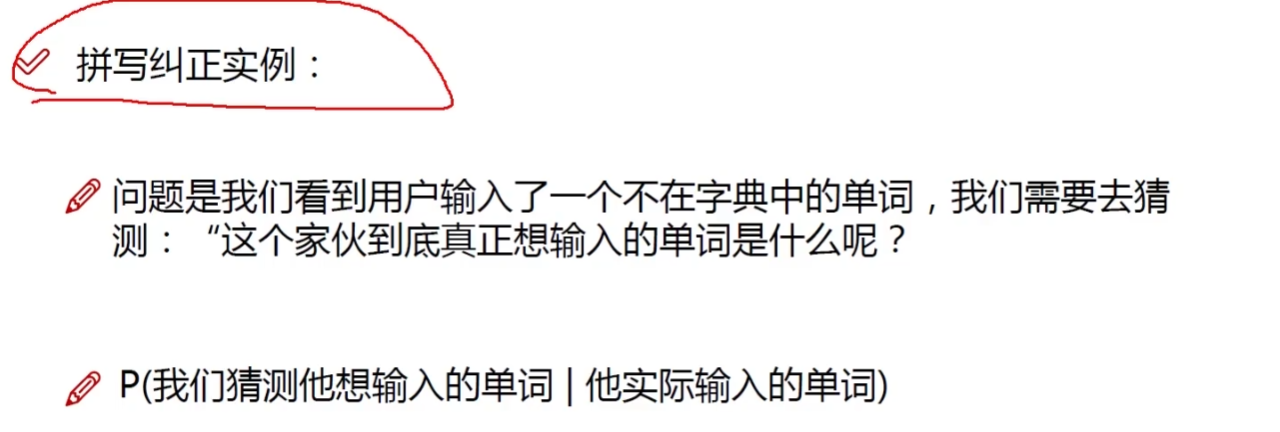 拼写纠正实例：
问题是我们看到用户输入了一个不在字典中的单词，我们需要去猜
测：“这个家伙到底真正想输入的单词是什么呢？
P(我们猜测他想输入的单词 | 他实际输入的单词)